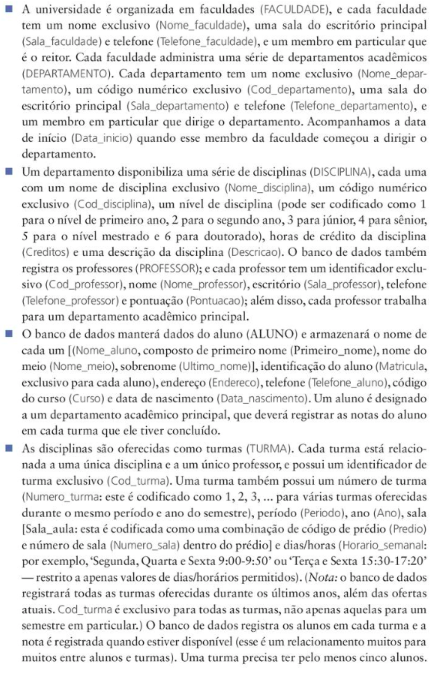 A universidade é organizada em faculdades (FACULDADE), e cada faculdade
tem um nome exclusivo (Nome_faculdade), uma sala do escritório principal
(Sala_faculdade) e telefone (Telefone_faculdade), e um membro em particular que
é o reitor. Cada faculdade administra uma série de departamentos acadêmicos
(DEPARTAMENTO). Cada departamento tem um nome exclusivo (Nome_depar-
tamento), um código numérico exclusivo (Cod_departamento), uma sala do
escritório principal (Sala_departamento) e telefone (Telefone_departamento), e
um membro em particular que dirige o departamento. Acompanhamos a data
de início (Data_inicio) quando esse membro da faculdade começou a dirigir o
departamento.
Um departamento disponibiliza uma série de disciplinas (DISCIPLINA), cada uma
com um nome de disciplina exclusivo (Nome_disciplina), um código numérico
exclusivo (Cod_disciplina), um nível de disciplina (pode ser codificado como 1
para o nível de primeiro ano, 2 para o segundo ano, 3 para júnior, 4 para sênior,
5 para o nível mestrado e 6 para doutorado), horas de crédito da disciplina
(Creditos) e uma descrição da disciplina (Descricao). O banco de dados também
registra os professores (PROFESSOR); e cada professor tem um identificador exclu-
sivo (Cod_professor), nome (Nome_professor), escritório (Sala_professor), telefone
(Telefone_professor) e pontuação (Pontuacao); além disso, cada professor trabalha
para um departamento acadêmico principal.
O banco de dados manterá dados do aluno (ALUNO) e armazenará o nome de
cada um [(Nome_aluno, composto de primeiro nome (Primeiro_nome), nome do
meio (Nome_meio), sobrenome (Ultimo_nome)], identificação do aluno (Matricula,
exclusivo para cada aluno), endereço (Endereco), telefone (Telefone_aluno), código
do curso (Curso) e data de nascimento (Data_nascimento). Um aluno é designado
a um departamento acadêmico principal, que deverá registrar as notas do aluno
em cada turma que ele tiver concluído.
As disciplinas são oferecidas como turmas (TURMA). Cada turma está relacio-
nada a uma única disciplina e a um único professor, e possui um identificador de
turma exclusivo (Cod_turma). Uma turma também possui um número de turma
(Numero_turma: este é codificado como 1, 2, 3, ... para várias turmas oferecidas
durante o mesmo período e ano do semestre), período (Periodo), ano (Ano), sala
[Sala_aula: esta é codificada como uma combinação de código de prédio (Predio)
e número de sala (Numero_sala) dentro do prédio] e dias/horas (Horario_semanal:
por exemplo, 'Segunda, Quarta e Sexta 9:00-9:50' ou 'Terça e Sexta 15:30-17:20'
— restrito a apenas valores de dias/horários permitidos). (Nota: o banco de dados
registrará todas as turmas oferecidas durante os últimos anos, além das ofertas
atuais. Cod_turma é exclusivo para todas as turmas, não apenas aquelas para um
semestre em particular.) O banco de dados registra os alunos em cada turma e a
nota é registrada quando estiver disponível (esse é um relacionamento muitos para
muitos entre alunos e turmas). Uma turma precisa ter pelo menos cinco alunos.